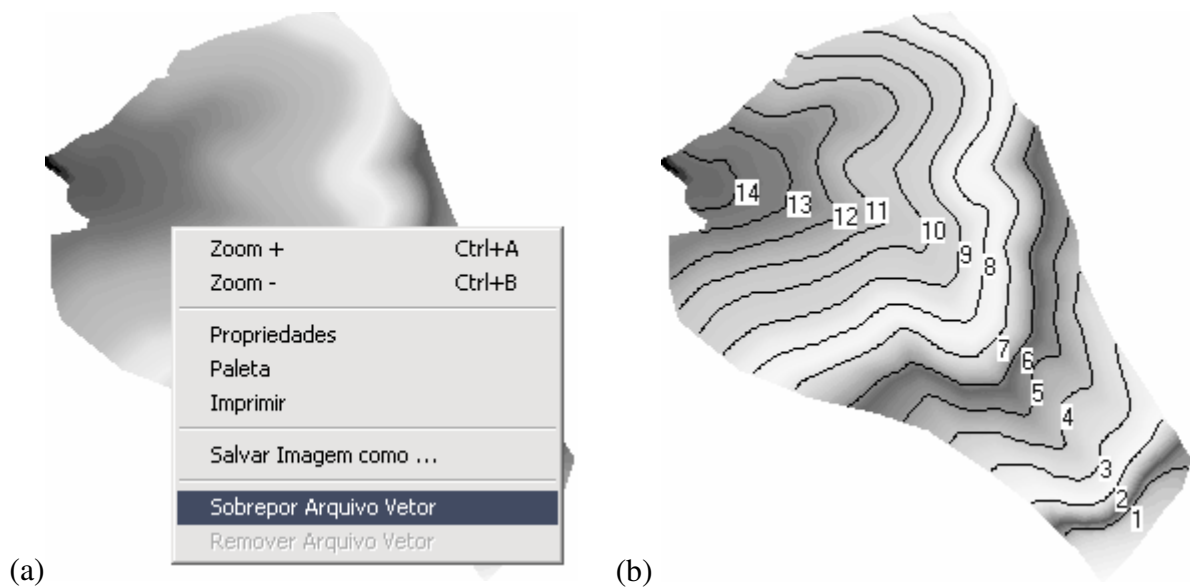 (a)
Zoom + Ctrl+A
Zoom - Ctrl+B
Propriedades
Paleta
Imprimir
Salvar Imagem como ...
Sobrepor Arquivo Vetor
Remover Arquivo Vetor
(b)
14
13
12
11
10
9
8
7
6
5
4
3
2
1